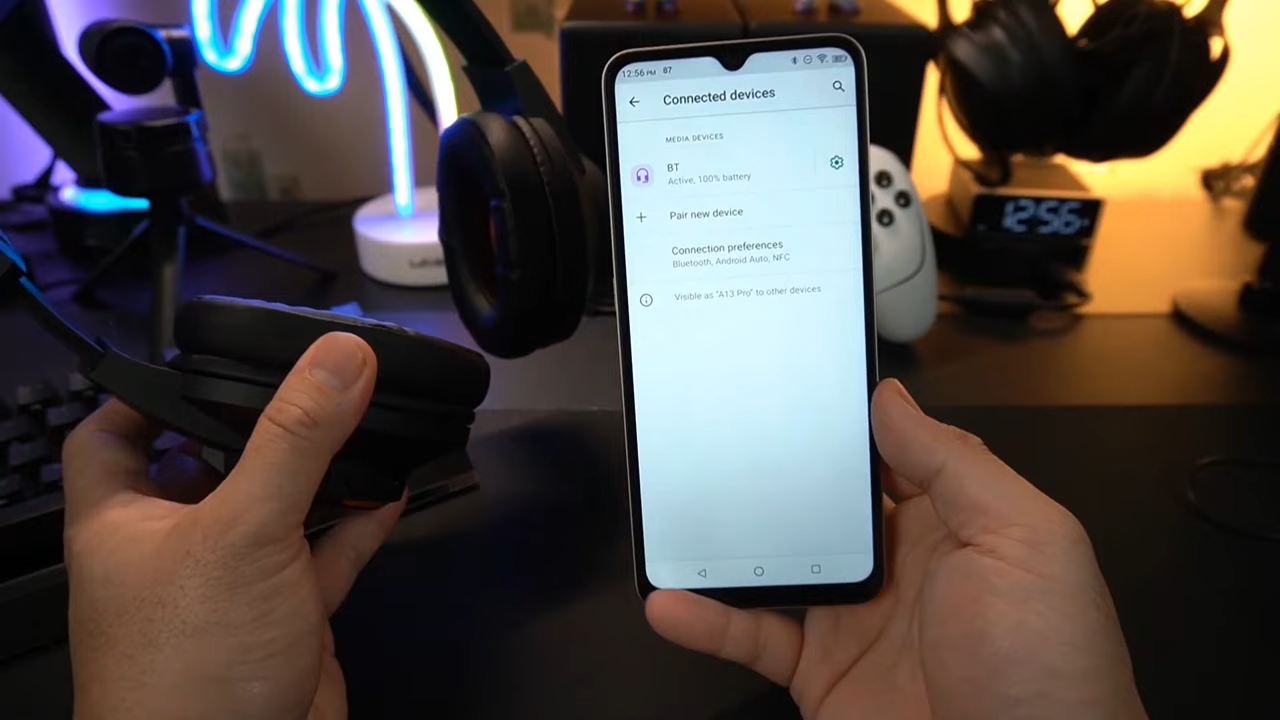 12:56 PM 87
Connected devices
MEDIA DEVICES
BT
Active, 100% battery
Pair new device
Connection preferences
Bluetooth, Android Auto, NFC
Visible as "A13 Pro" to other devices
12:56